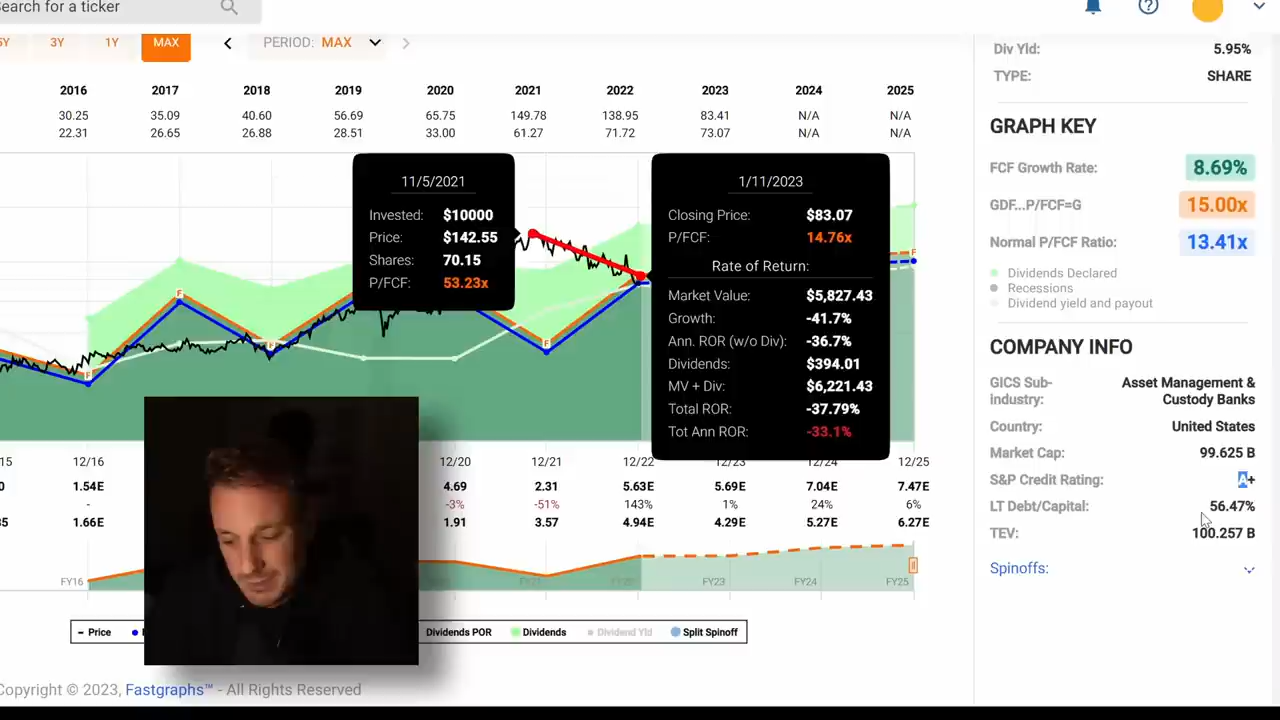 Search for a ticker
5Y 3Y 1Y MAX PERIOD: MAX
2016 2017 2018 2019 2020 2021 2022 2023 2024 2025
30.25 35.09 40.60 56.69 65.75 149.78 138.95 83.41 N/A N/A
22.31 26.65 26.88 28.51 33.00 61.27 71.72 73.07 N/A N/A
11/5/2021
Invested: $10000
Price: $142.55
Shares: 70.15
P/FCF: 53.23x
1/11/2023
Closing Price: $83.07
P/FCF: 14.76x
Rate of Return:
Market Value: $5,827.43
Growth: -41.7%
Ann. ROR (w/o Div): -36.7%
Dividends: $394.01
MV + Div: $6,221.43
Total ROR: -37.79%
Tot Ann ROR: -33.1%
F F F F
12/16 12/20 12/21 12/22 12/23 12/24 12/25
1.54E 4.69 2.31 5.63E 5.69E 7.04E 7.47E
- -3% -51% 143% 1% 24% 6%
1.66E 1.91 3.57 4.94E 4.29E 5.27E 6.27E
FY16 FY23 FY24 FY25
Price Dividends POR Dividends Dividend Yld Split Spinoff
Copyright © 2023, Fastgraphs™ - All Rights Reserved
Div Yld: 5.95%
TYPE: SHARE
GRAPH KEY
FCF Growth Rate: 8.69%
GDF...P/FCF=G 15.00x
Normal P/FCF Ratio: 13.41x
Dividends Declared
Recessions
Dividend yield and payout
COMPANY INFO
GICS Sub- Asset Management &
industry: Custody Banks
Country: United States
Market Cap: 99.625 B
S&P Credit Rating: A+
LT Debt/Capital: 56.47%
TEV: 100.257 B
Spinoffs: